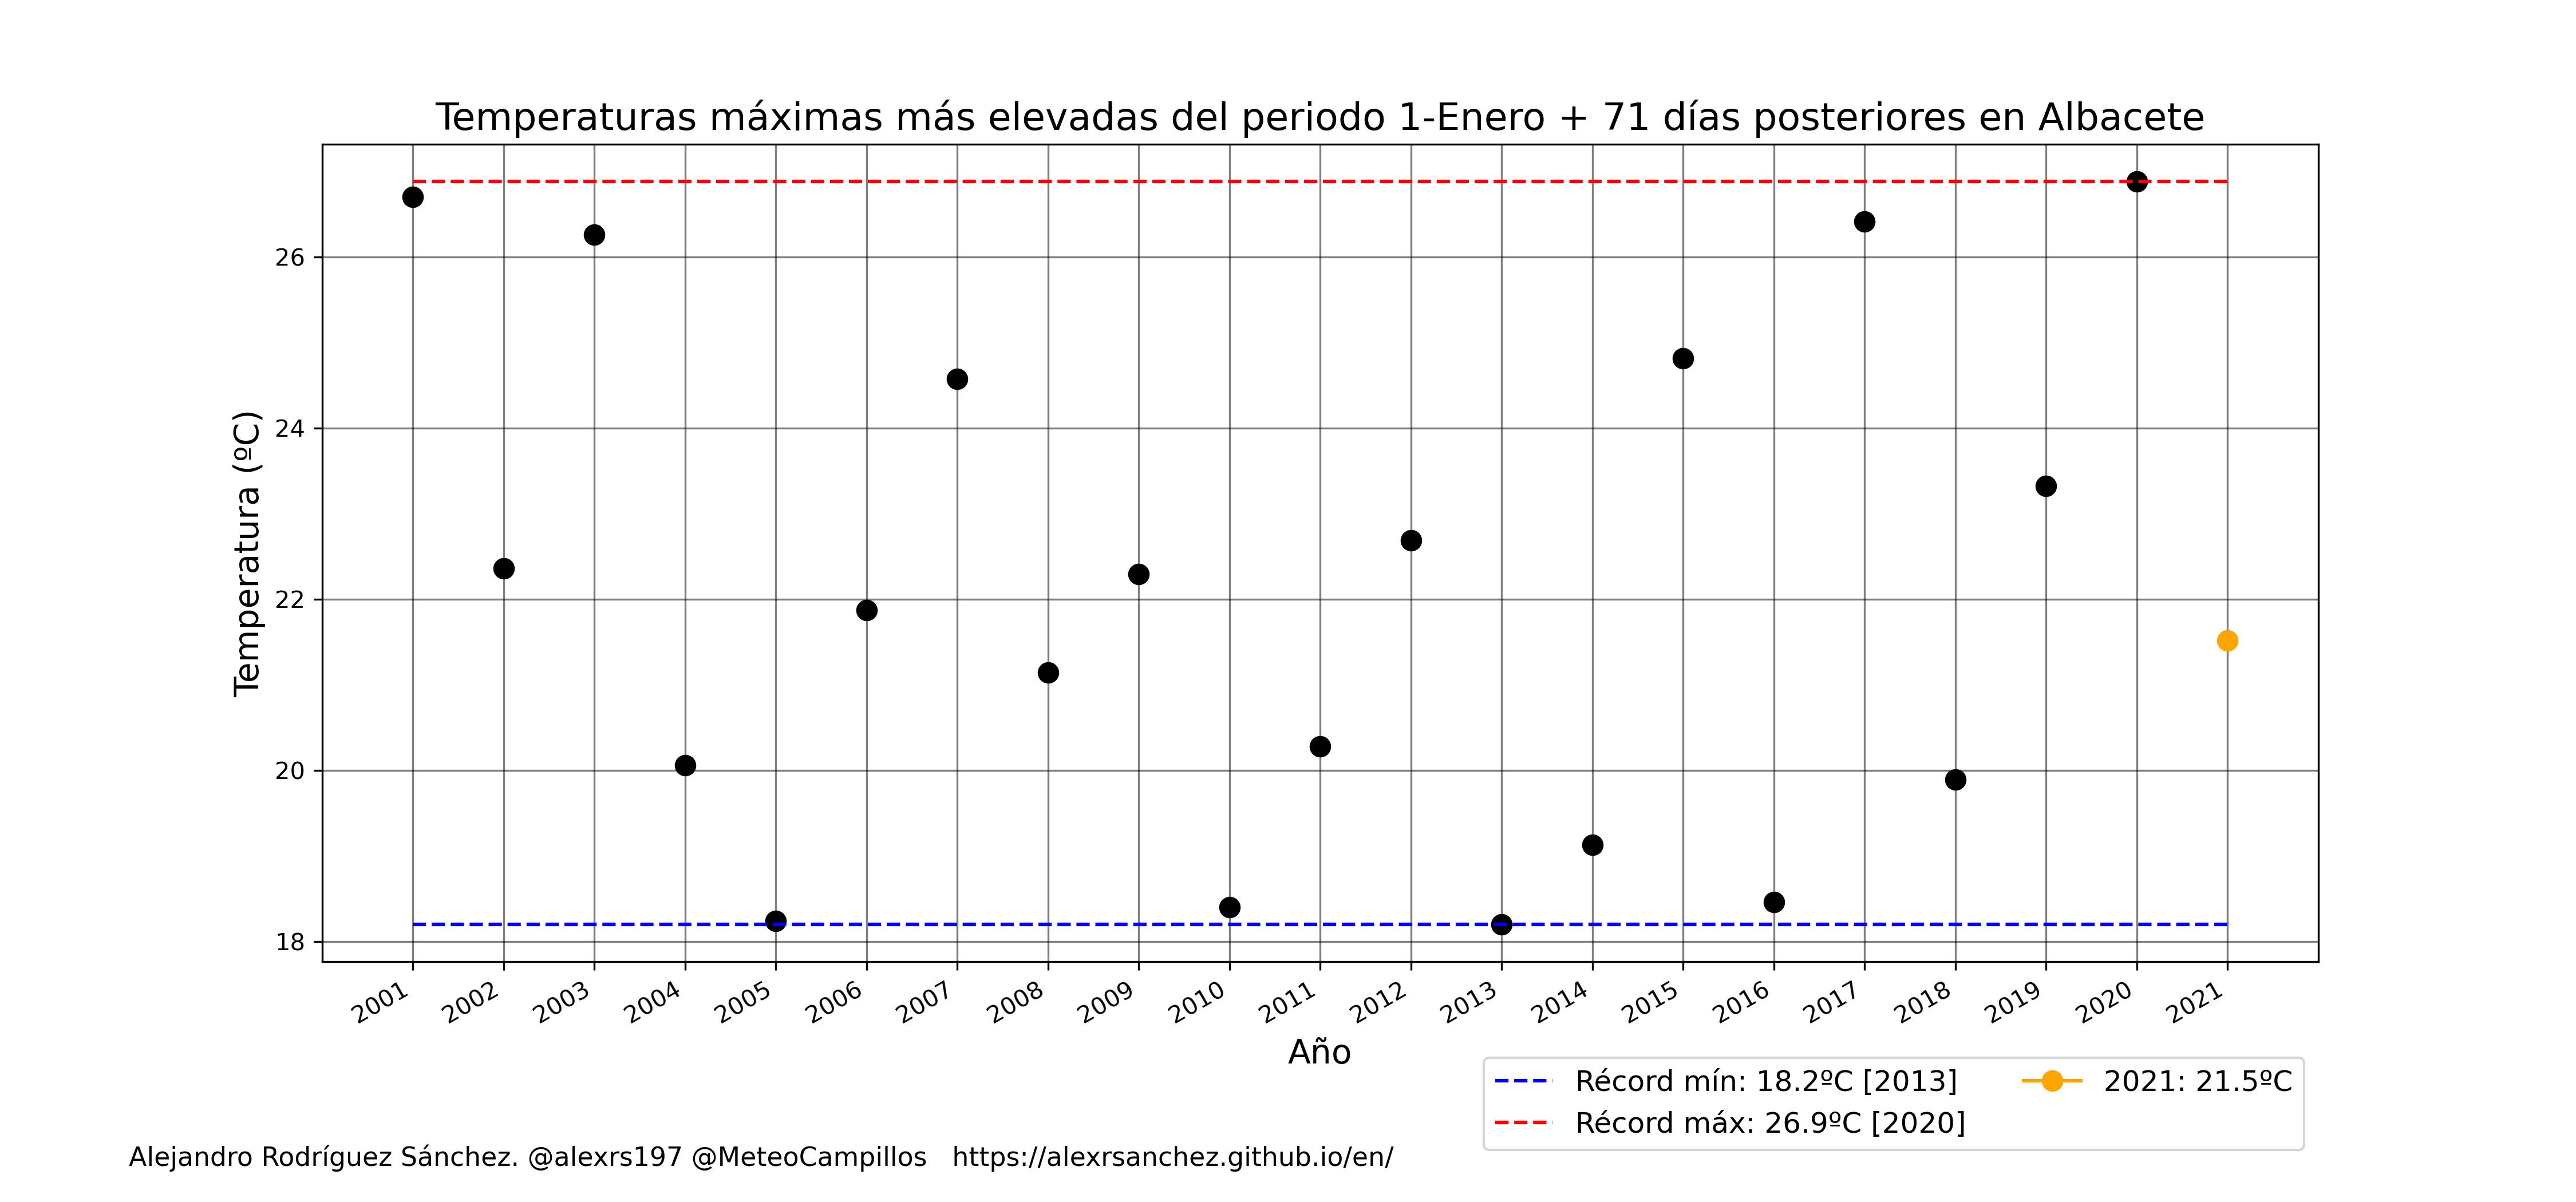 Temperaturas máximas más elevadas del periodo 1-Enero + 71 días posteriores en Albacete
Temperatura (ºC)
26
24
22
20
18
2001 2002 2003 2004 2005 2006 2007 2008 2009 2010 2011 2012 2013 2014 2015 2016 2017 2018 2019 2020 2021
Año
Récord mín: 18.2ºC [2013]
Récord máx: 26.9ºC [2020]
2021: 21.5ºC
Alejandro Rodríguez Sánchez. @alexrs197 @MeteoCampillos https://alexrsanchez.github.io/en/